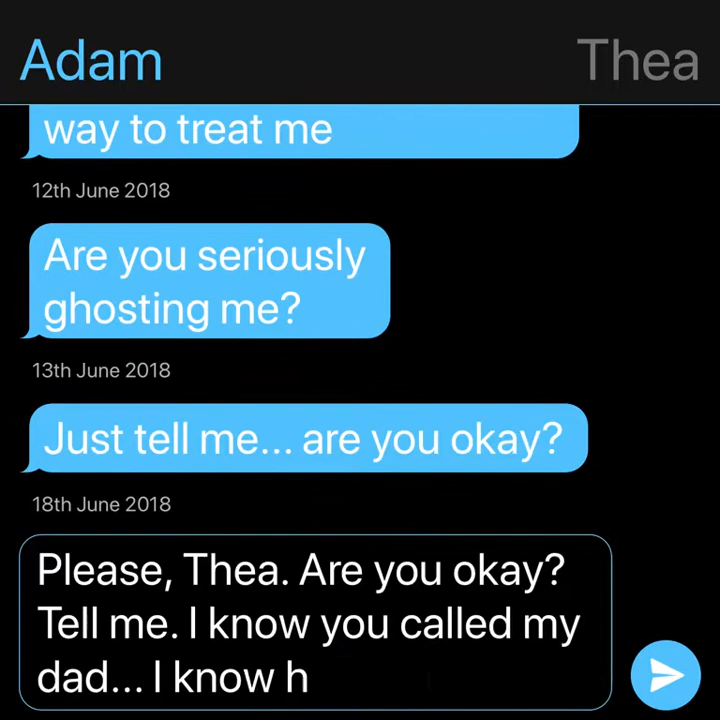 Adam
Thea
way to treat me
12th June 2018
Are you seriously
ghosting me?
13th June 2018
Just tell me... are you okay?
18th June 2018
Please, Thea. Are you okay?
Tell me. I know you called my
dad... I know h